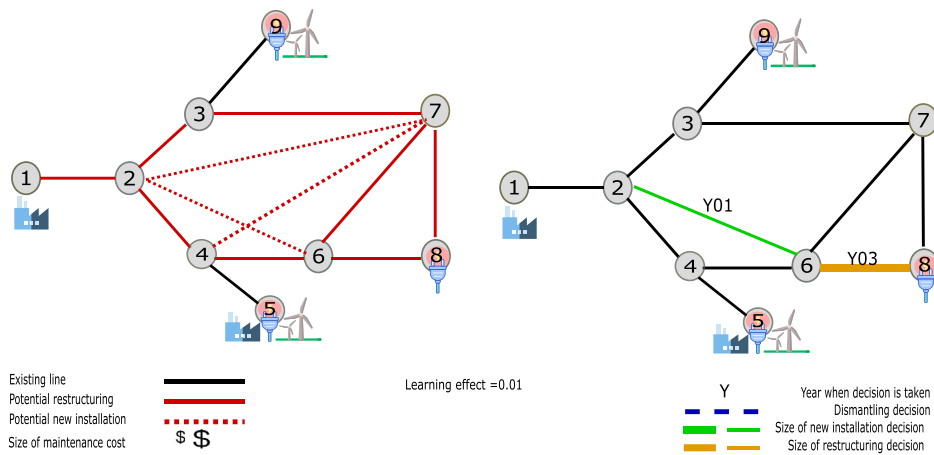 9
3
7
1
2
4
6
8
5
Existing line
Potential restructuring
Potential new installation
Size of maintenance cost $ $
Learning effect =0.01
9
3
7
1
2
Y01
4
6
Y03
8
5
Y Year when decision is taken
Dismantling decision
Size of new installation decision
Size of restructuring decision